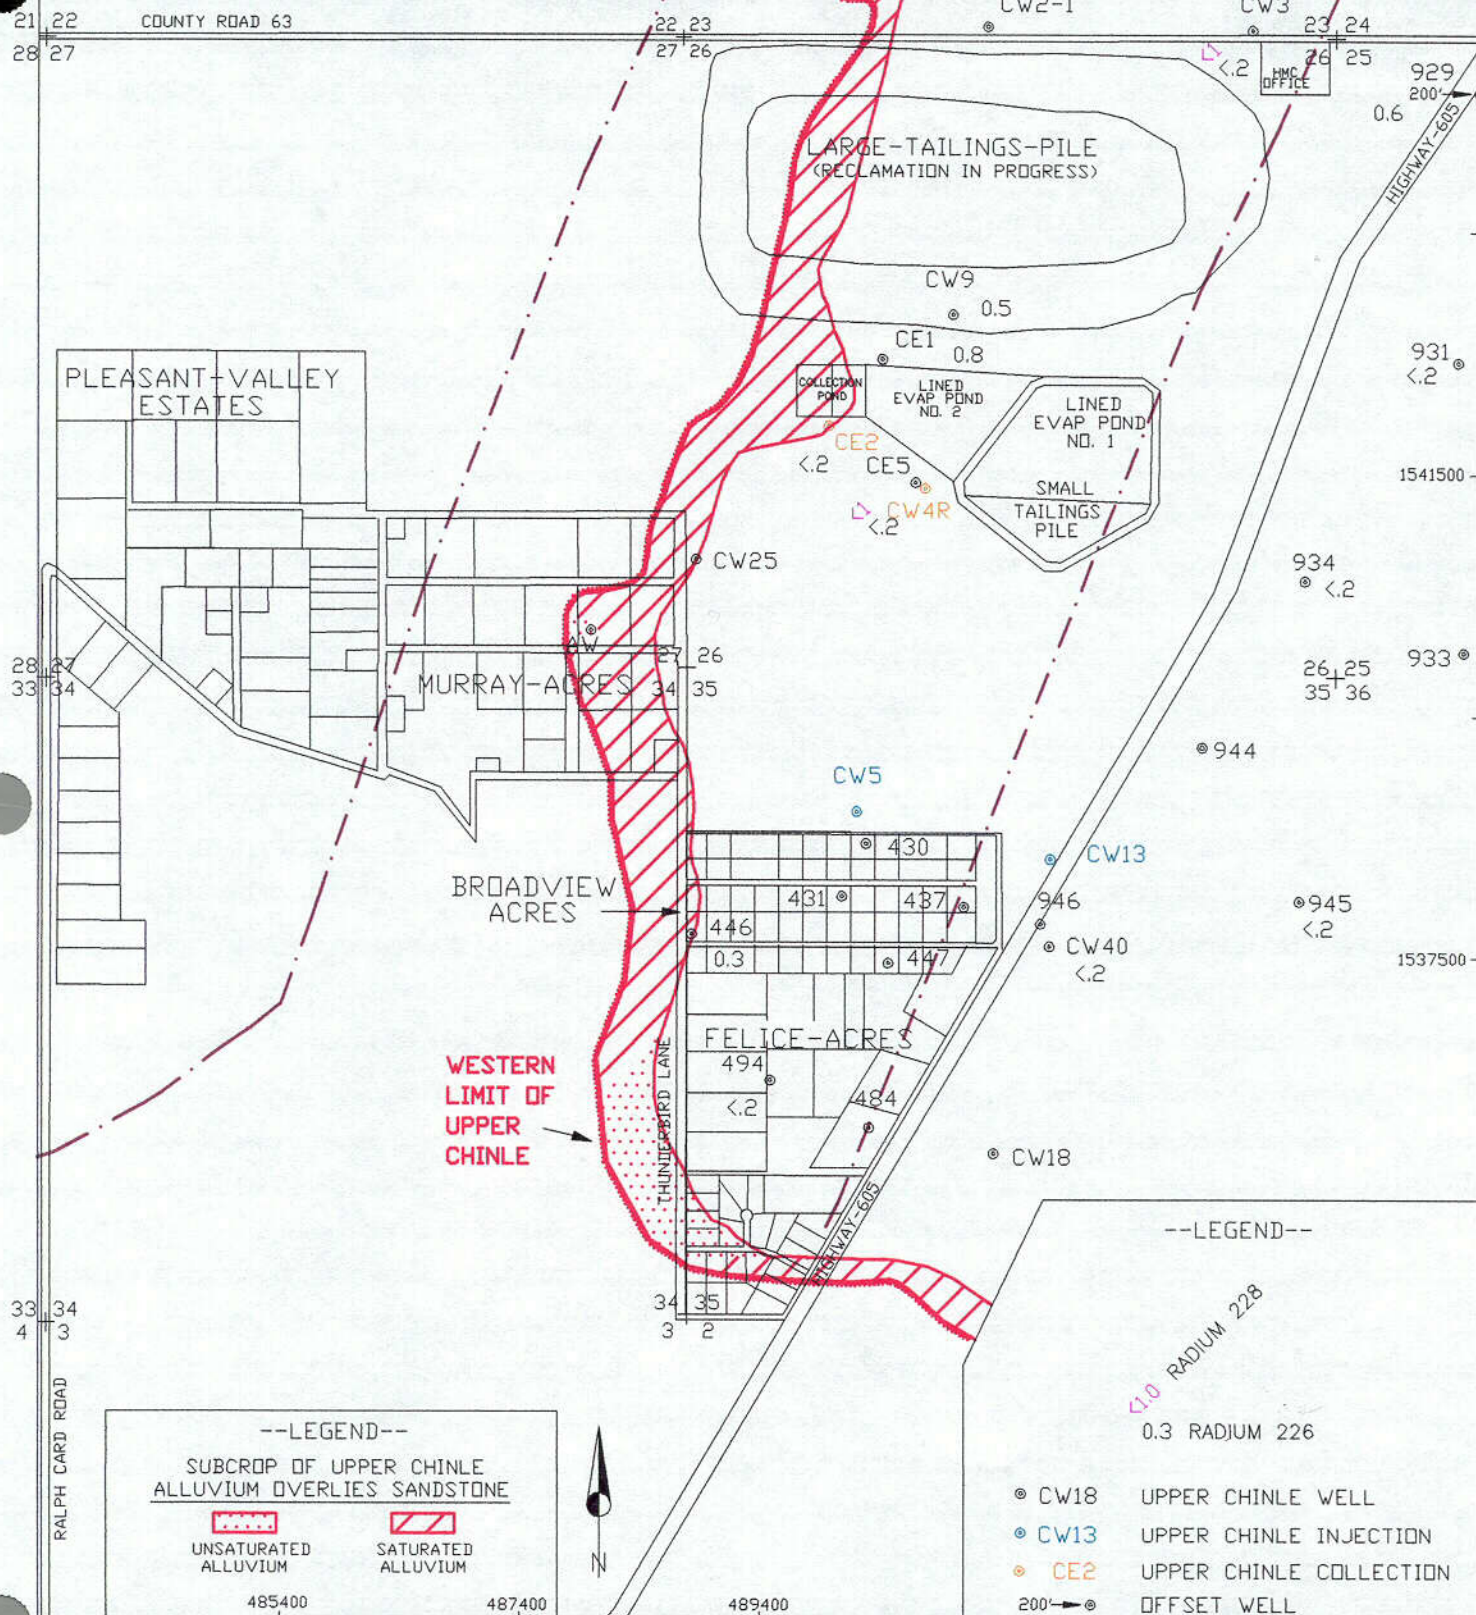 CW2-1
CW3
21 22
COUNTY ROAD 63
22 23
23 24
28 27
27 26
<1
<.2
HMC
OFFICE
26 25
929
200'
0.6
HIGHWAY-605
LARGE-TAILINGS-PILE
(RECLAMATION IN PROGRESS)
CW9
0.5
CE1
0.8
931
<.2
PLEASANT-VALLEY
ESTATES
COLLECTION
POND
LINED
EVAP POND
NO. 2
LINED
EVAP POND
NO. 1
CE2
<.2
CE5
SMALL
TAILINGS
PILE
1541500
<1
CW4R
<.2
CW25
934
<.2
AW
28 27
33 34
27 26
34 35
MURRAY-ACRES
26 25
35 36
933
944
CW5
430
CW13
BROADVIEW
ACRES
431
437
946
945
<.2
446
0.3
447
CW40
<.2
1537500
FELICE-ACRES
WESTERN
LIMIT OF
UPPER
CHINLE
494
<.2
484
THUNDERBIRD LANE
CW18
HIGHWAY-605
33 34
4 3
34 35
3 2
RALPH CARD ROAD
--LEGEND--
SUBCROP OF UPPER CHINLE
ALLUVIUM OVERLIES SANDSTONE
UNSATURATED
ALLUVIUM
SATURATED
ALLUVIUM
N
485400
487400
489400
--LEGEND--
<1.0 RADIUM 228
0.3 RADIUM 226
CW18 UPPER CHINLE WELL
CW13 UPPER CHINLE INJECTION
CE2 UPPER CHINLE COLLECTION
200' OFFSET WELL